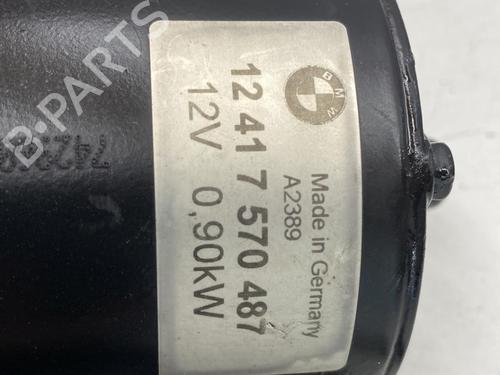 B-PARTS
BMW
12 41 7 570 487
12V 0,90kW
Made in Germany
A2389